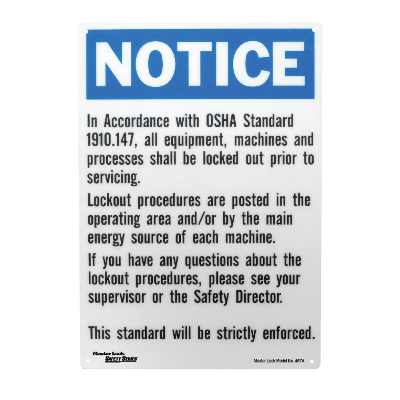 NOTICE
In Accordance with OSHA Standard
1910.147, all equipment, machines and
processes shall be locked out prior to
servicing.
Lockout procedures are posted in the
operating area and/or by the main
energy source of each machine.
If you have any questions about the
lockout procedures, please see your
supervisor or the Safety Director.
This standard will be strictly enforced.
Master Lock
SAFETY SERIES
Master Lock Model No.